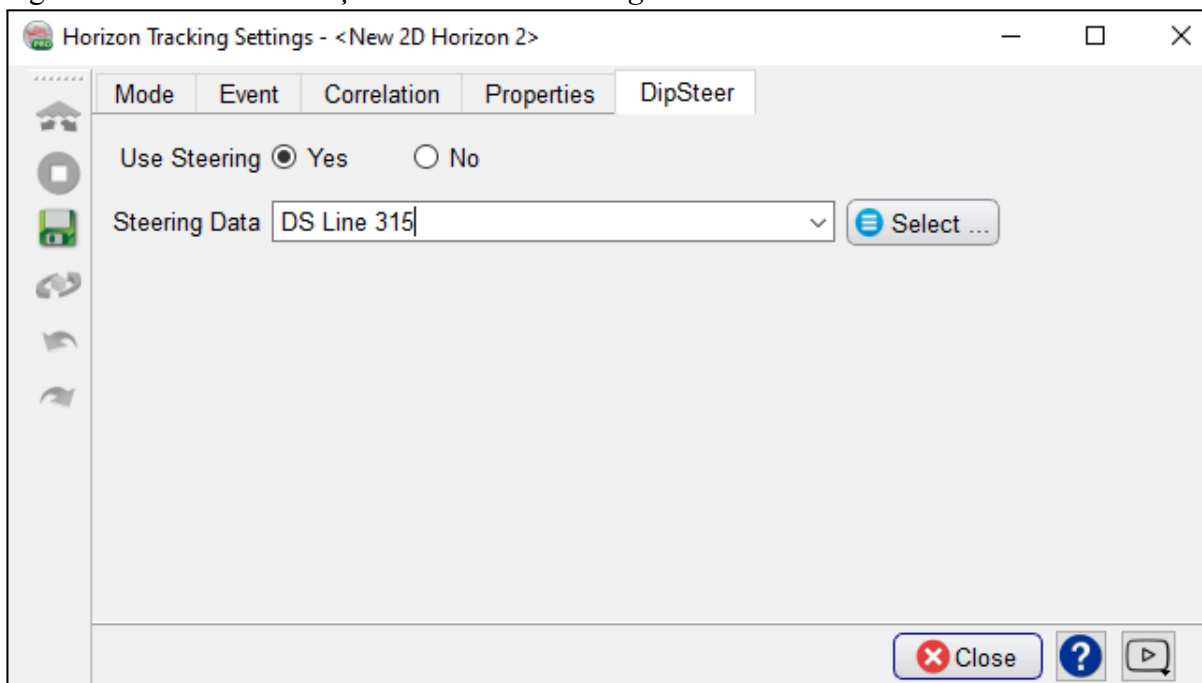 Horizon Tracking Settings - <New 2D Horizon 2>
Mode Event Correlation Properties DipSteer
Use Steering Yes No
Steering Data DS Line 315 Select ...
Close ?